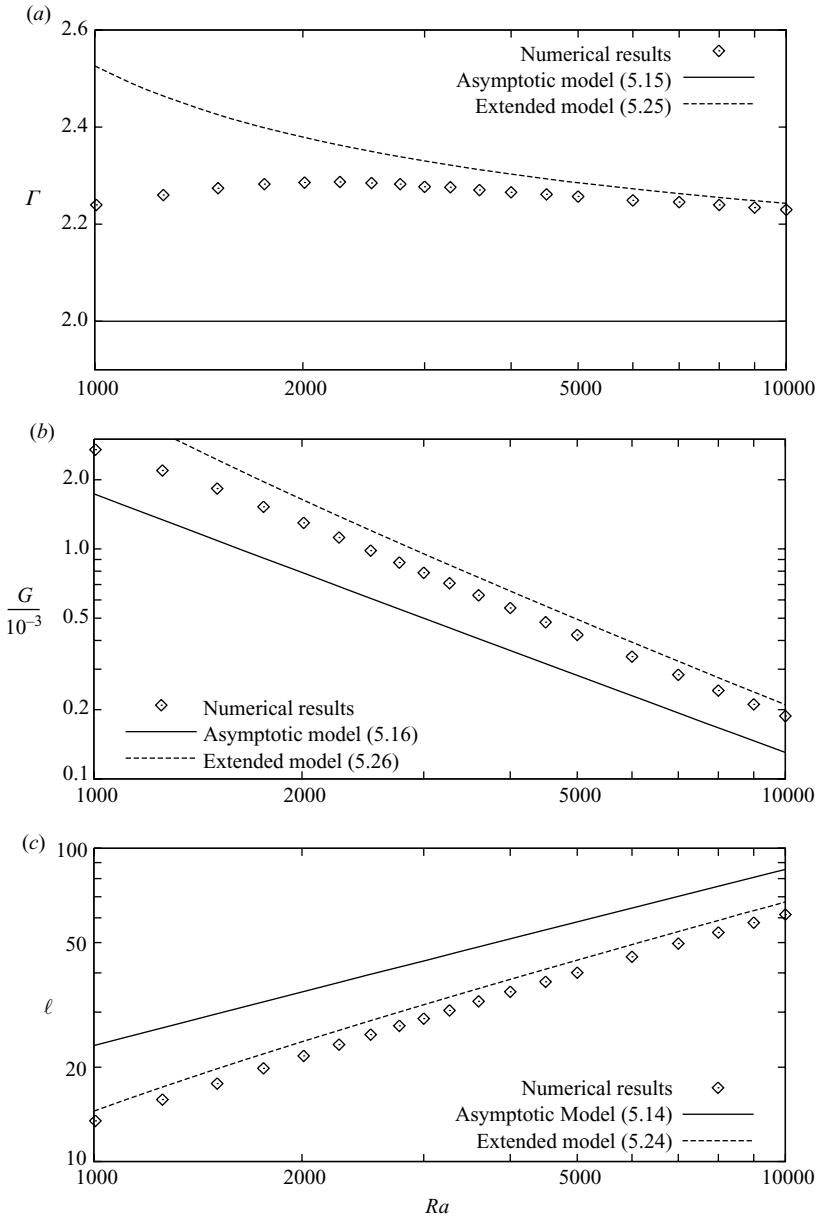 (a)
2.6
2.4
Γ
2.2
2.0
Numerical results
Asymptotic model (5.15)
Extended model (5.25)
1000
2000
5000
10000
(b)
2.0
1.0
G
10–3
0.5
0.2
0.1
Numerical results
Asymptotic model (5.16)
Extended model (5.26)
1000
2000
5000
10000
(c)
100
50
ℓ
20
10
Numerical results
Asymptotic Model (5.14)
Extended model (5.24)
1000
2000
5000
10000
Ra